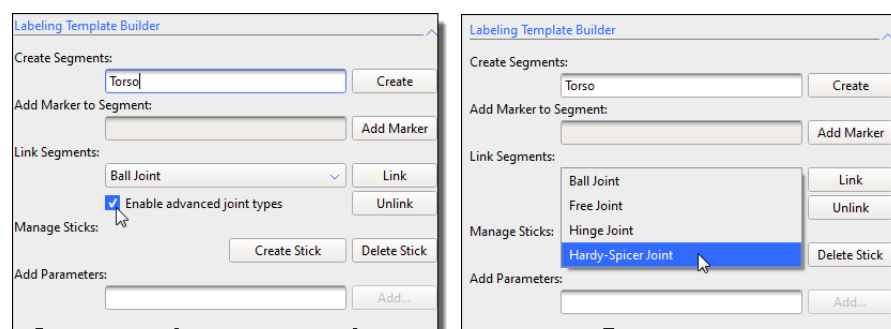 Labeling Template Builder
Create Segments:
Torso
Create
Add Marker to Segment:
Add Marker
Link Segments:
Ball Joint
Link
Enable advanced joint types
Unlink
Manage Sticks:
Create Stick
Delete Stick
Add Parameters:
Add...
Labeling Template Builder
Create Segments:
Torso
Create
Add Marker to Segment:
Add Marker
Link Segments:
Ball Joint
Link
Free Joint
Unlink
Manage Sticks:
Hinge Joint
Hardy-Spicer Joint
Delete Stick
Add Parameters:
Add...